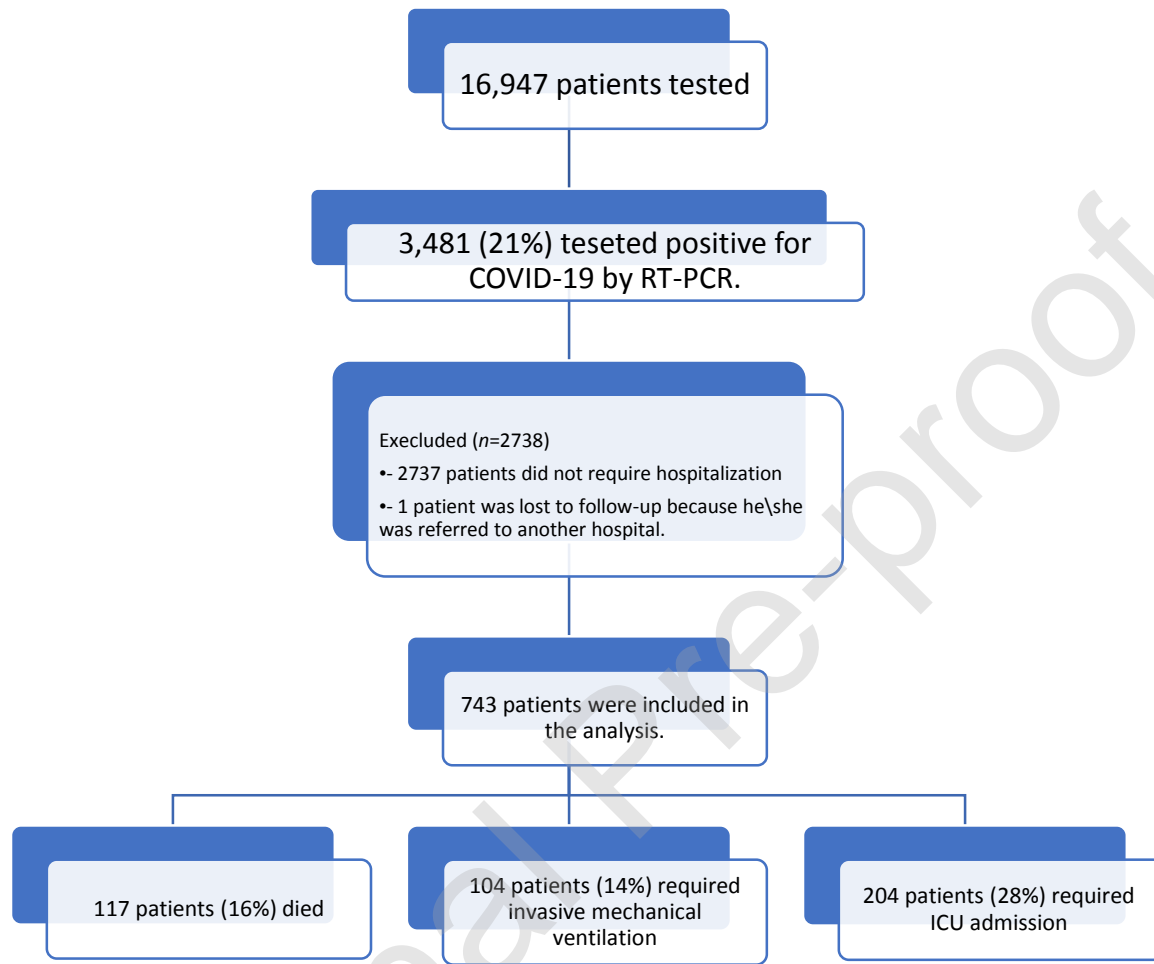 16,947 patients tested
3,481 (21%) teseted positive for
COVID-19 by RT-PCR.
Execluded (n=2738)
•- 2737 patients did not require hospitalization
•- 1 patient was lost to follow-up because he\she
was referred to another hospital.
743 patients were included in
the analysis.
117 patients (16%) died
104 patients (14%) required
invasive mechanical
ventilation
204 patients (28%) required
ICU admission
al Pre-proof